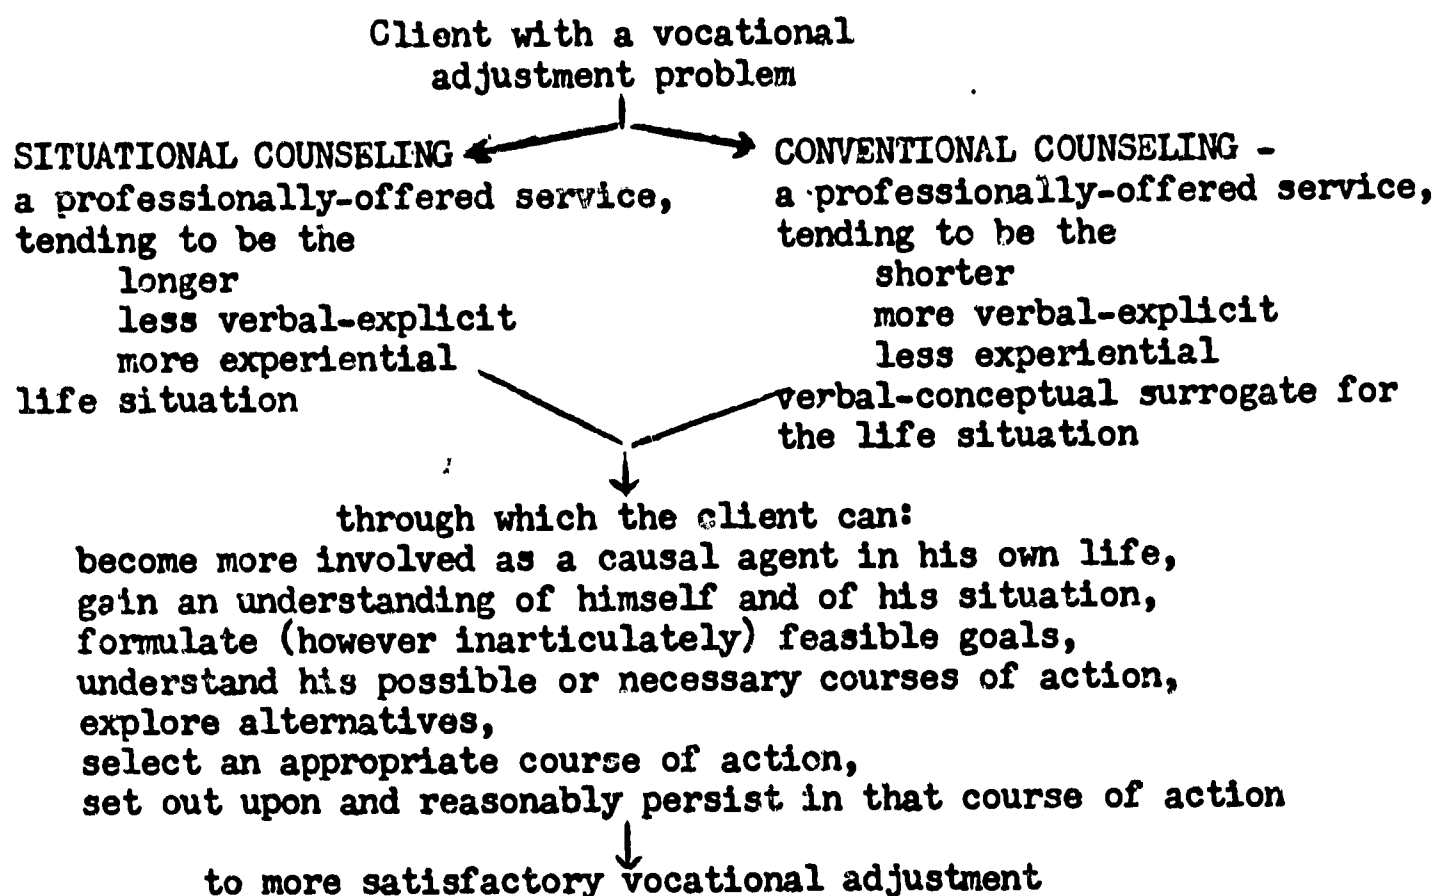 Client with a vocational
adjustment problem
SITUATIONAL COUNSELING
a professionally-offered service,
tending to be the
longer
less verbal-explicit
more experiential
life situation
CONVENTIONAL COUNSELING -
a professionally-offered service,
tending to be the
shorter
more verbal-explicit
less experiential
verbal-conceptual surrogate for
the life situation
through which the client can:
become more involved as a causal agent in his own life,
gain an understanding of himself and of his situation,
formulate (however inarticulately) feasible goals,
understand his possible or necessary courses of action,
explore alternatives,
select an appropriate course of action,
set out upon and reasonably persist in that course of action
to more satisfactory vocational adjustment